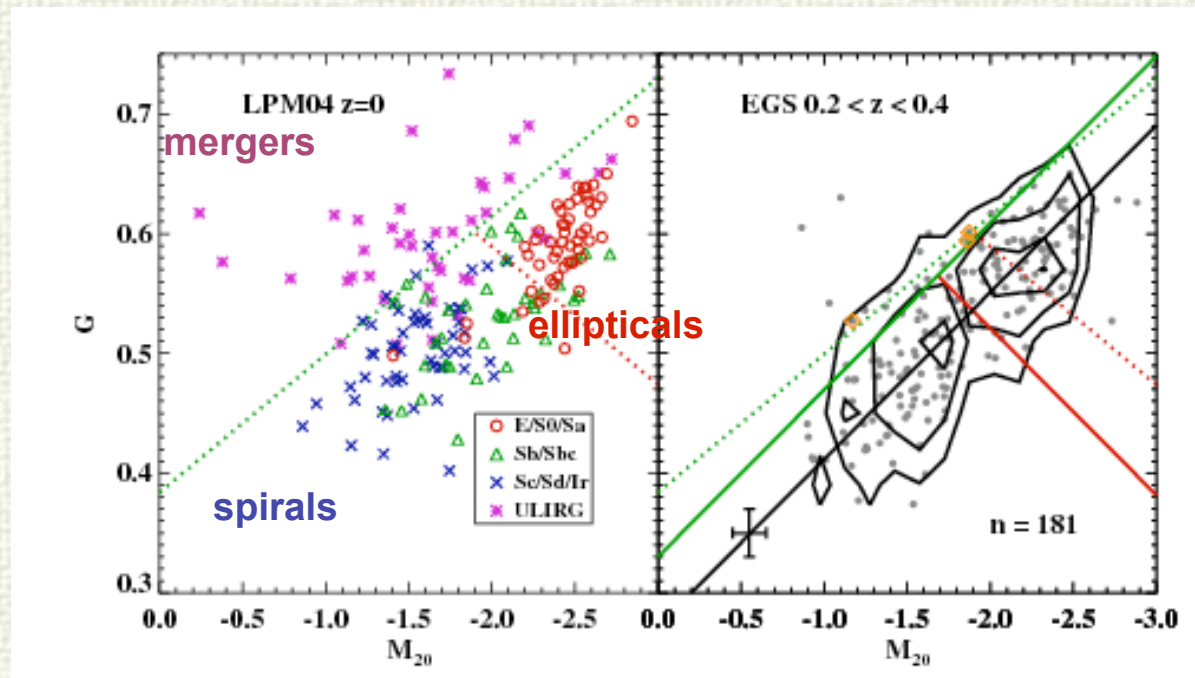 LPM04 z=0
EGS 0.2 < z < 0.4
mergers
ellipticals
spirals
E/S0/Sa
Sb/Sbc
Sc/Sd/Ir
ULIRG
n = 181
G
0.7
0.6
0.5
0.4
0.3
0.0 -0.5 -1.0 -1.5 -2.0 -2.5 0.0 -0.5 -1.0 -1.5 -2.0 -2.5 -3.0
M₂₀ M₂₀